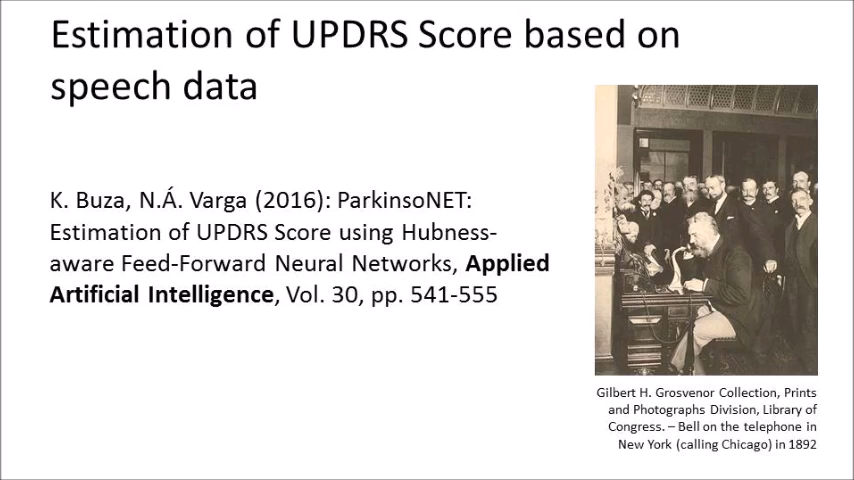 Estimation of UPDRS Score based on
speech data
K. Buza, N.Á. Varga (2016): ParkinsoNET:
Estimation of UPDRS Score using Hubness-
aware Feed-Forward Neural Networks, Applied
Artificial Intelligence, Vol. 30, pp. 541-555
Gilbert H. Grosvenor Collection, Prints
and Photographs Division, Library of
Congress. – Bell on the telephone in
New York (calling Chicago) in 1892